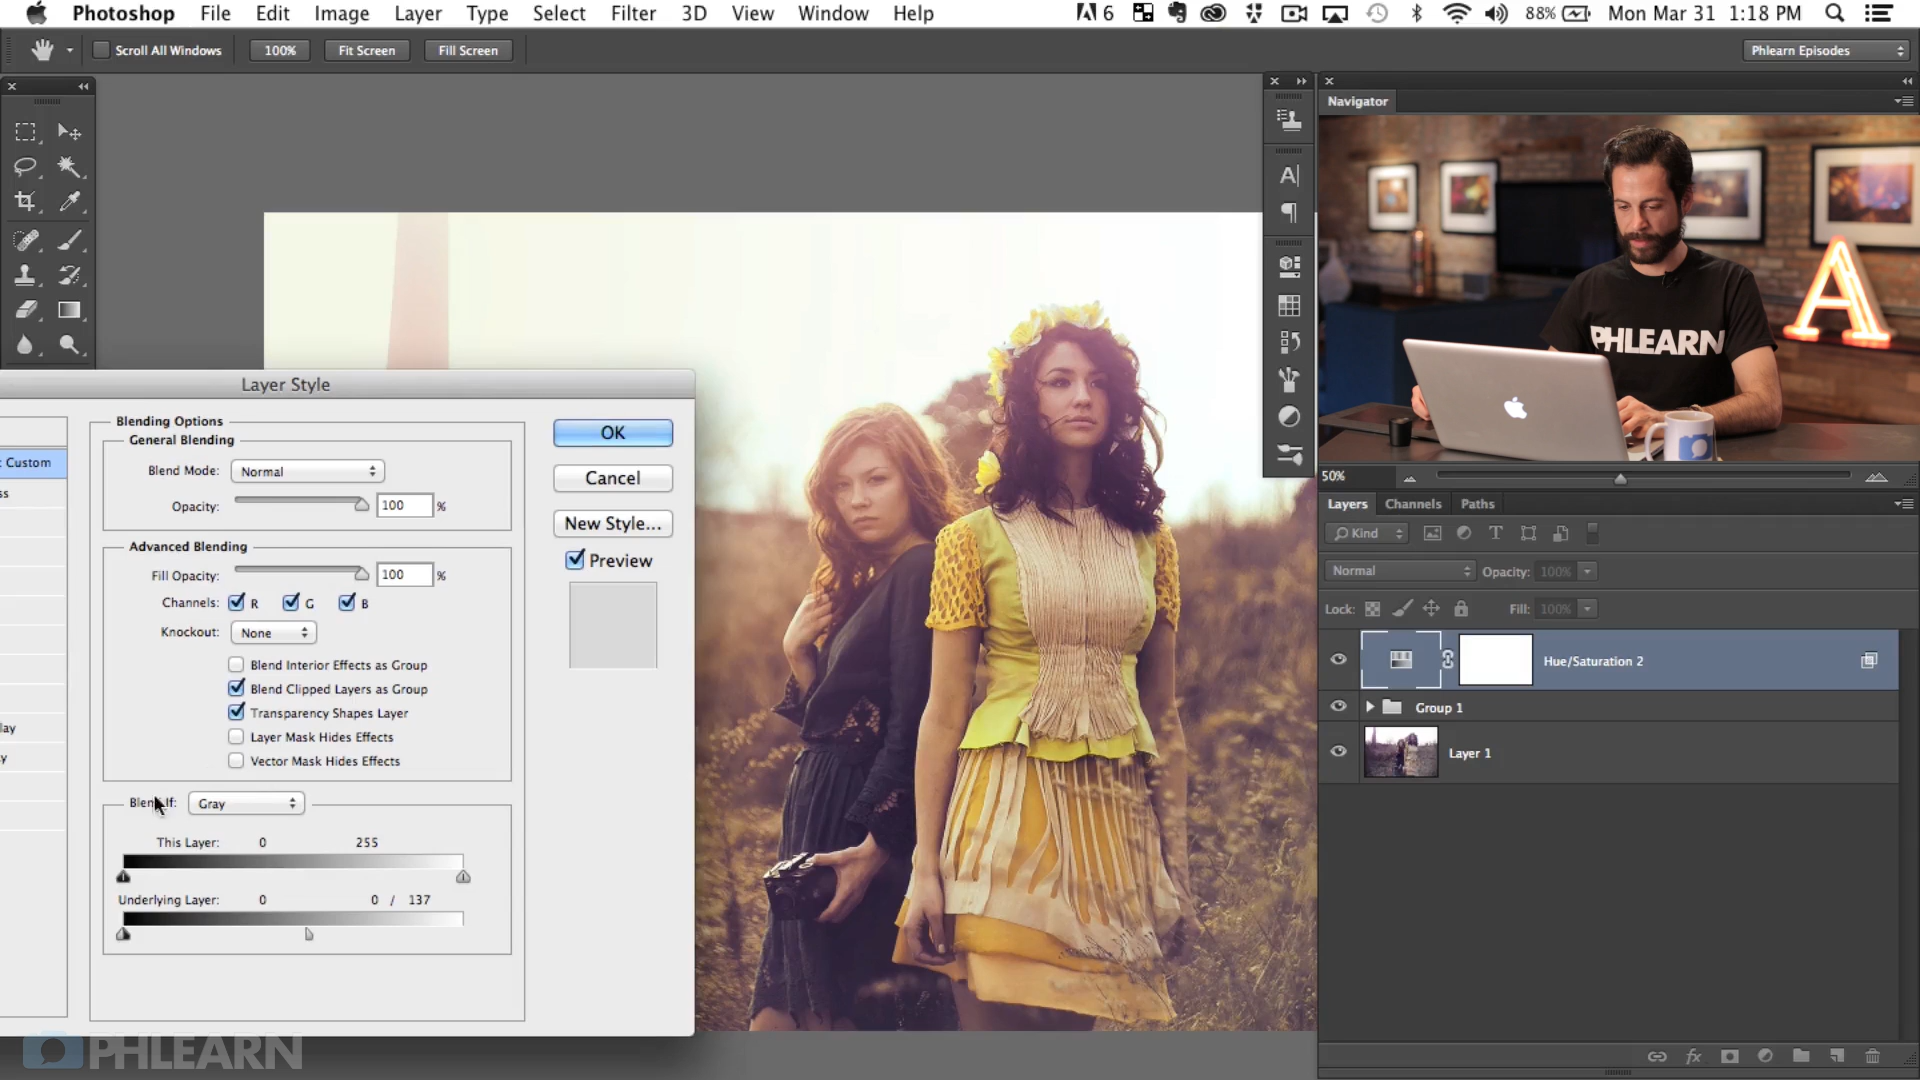 Photoshop File Edit Image Layer Type Select Filter 3D View Window Help 6 88% Mon Mar 31 1:18 PM
Scroll All Windows 100% Fit Screen Fill Screen Phlearn Episodes
Navigator
A
PHLEARN
50%
Layer Style
Blending Options
General Blending
Custom
Blend Mode: Normal
Opacity: 100 %
Advanced Blending
Fill Opacity: 100 %
Channels: R G B
Knockout: None
Blend Interior Effects as Group
Blend Clipped Layers as Group
Transparency Shapes Layer
Layer Mask Hides Effects
Vector Mask Hides Effects
Blend If: Gray
This Layer: 0 255
Underlying Layer: 0 0 / 137
OK
Cancel
New Style...
Preview
Layers Channels Paths
Kind
Normal Opacity: 100%
Lock: Fill: 100%
Hue/Saturation 2
Group 1
Layer 1
fx
PHLEARN